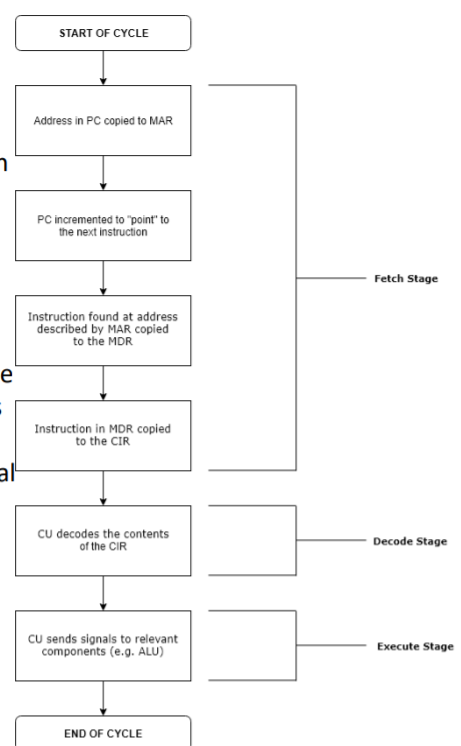 START OF CYCLE
Address in PC copied to MAR
n
PC incremented to "point" to
the next instruction
Fetch Stage
Instruction found at address
described by MAR copied
to the MDR
e
s
Instruction in MDR copied
to the CIR
al
CU decodes the contents
of the CIR
Decode Stage
CU sends signals to relevant
components (e.g. ALU)
Execute Stage
END OF CYCLE